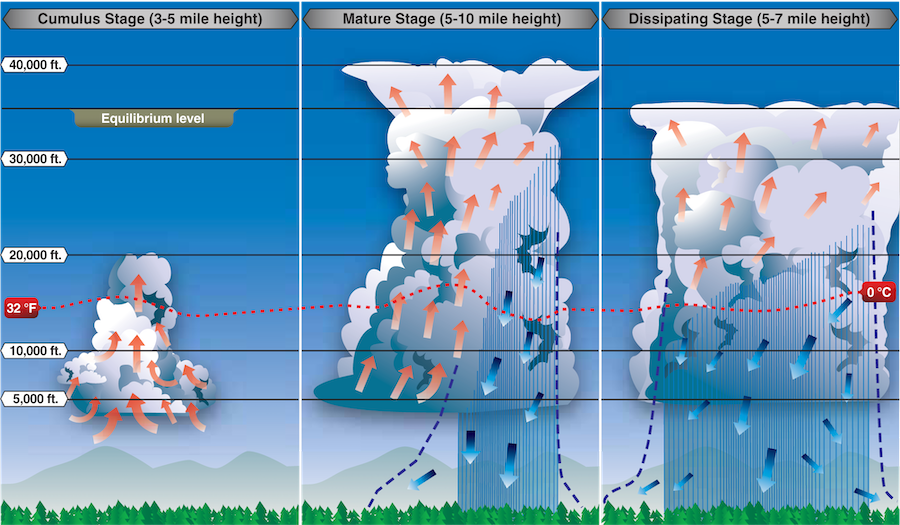 Cumulus Stage (3-5 mile height)
Mature Stage (5-10 mile height)
Dissipating Stage (5-7 mile height)
40,000 ft.
Equilibrium level
30,000 ft.
20,000 ft.
32 °F
0 °C
10,000 ft.
5,000 ft.